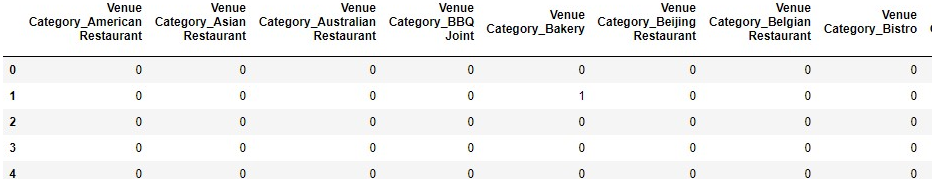 Venue Category_American Restaurant Venue Category_Asian Restaurant Venue Category_Australian Restaurant Venue Category_BBQ Joint Venue Category_Bakery Venue Category_Beijing Restaurant Venue Category_Belgian Restaurant Venue Category_Bistro
0 0 0 0 0 0 0 0 0
1 0 0 0 0 1 0 0 0
2 0 0 0 0 0 0 0 0
3 0 0 0 0 0 0 0 0
4 0 0 0 0 0 0 0 0